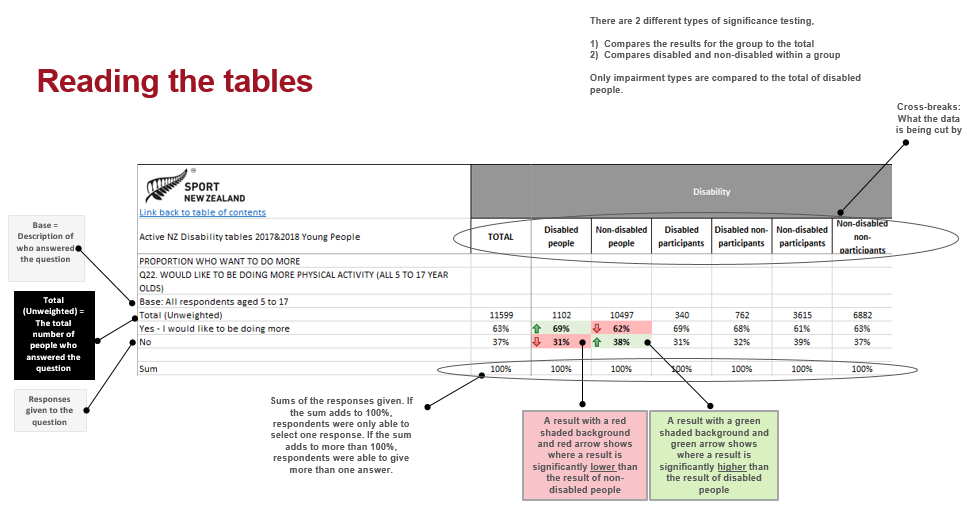 There are 2 different types of significance testing,
1) Compares the results for the group to the total
2) Compares disabled and non-disabled within a group
Only impairment types are compared to the total of disabled
people.
Reading the tables
Cross-breaks:
What the data
is being cut by
®
SPORT
NEW ZEALAND
Link back to table of contents
Disability
Base =
Description of
who answered
the question
Active NZ Disability tables 2017&2018 Young People
TOTAL
Disabled
people
Non-disabled
people
Disabled
participants
Disabled non-
participants
Non-disabled
participants
Non-disabled
non-
participants
PROPORTION WHO WANT TO DO MORE
Q22. WOULD LIKE TO BE DOING MORE PHYSICAL ACTIVITY (ALL 5 TO 17 YEAR
OLDS)
Base: All respondents aged 5 to 17
Total (Unweighted) 11599 1102 10497 340 762 3615 6882
Yes - I would like to be doing more 63% 69% 62% 69% 68% 61% 63%
No 37% 31% 38% 31% 32% 39% 37%
Sum 100% 100% 100% 100% 100% 100% 100%
Total
(Unweighted) =
The total
number of
people who
answered the
question
Responses
given to the
question
Sums of the responses given. If
the sum adds to 100%,
respondents were only able to
select one response. If the sum
adds to more than 100%,
respondents were able to give
more than one answer.
A result with a red
shaded background
and red arrow shows
where a result is
significantly lower than
the result of non-
disabled people
A result with a green
shaded background and
green arrow shows
where a result is
significantly higher than
the result of disabled
people